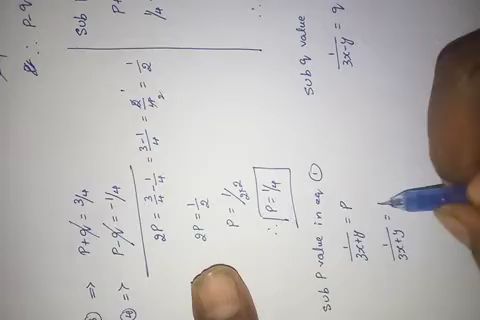 ③ => P+q = 3/4
④ => P-q = -1/4
2P = 3/4 - 1/4 = 3-1/4 = 2/4 = 1/2
2P = 1/2
P = 1/2×2
∴ P = 1/4
sub P value in eq ①
1/3x+y = P
1/3x+y =
∴ P-q
Sub
P+
1/4
∴
sub q value
1/3x-y = q